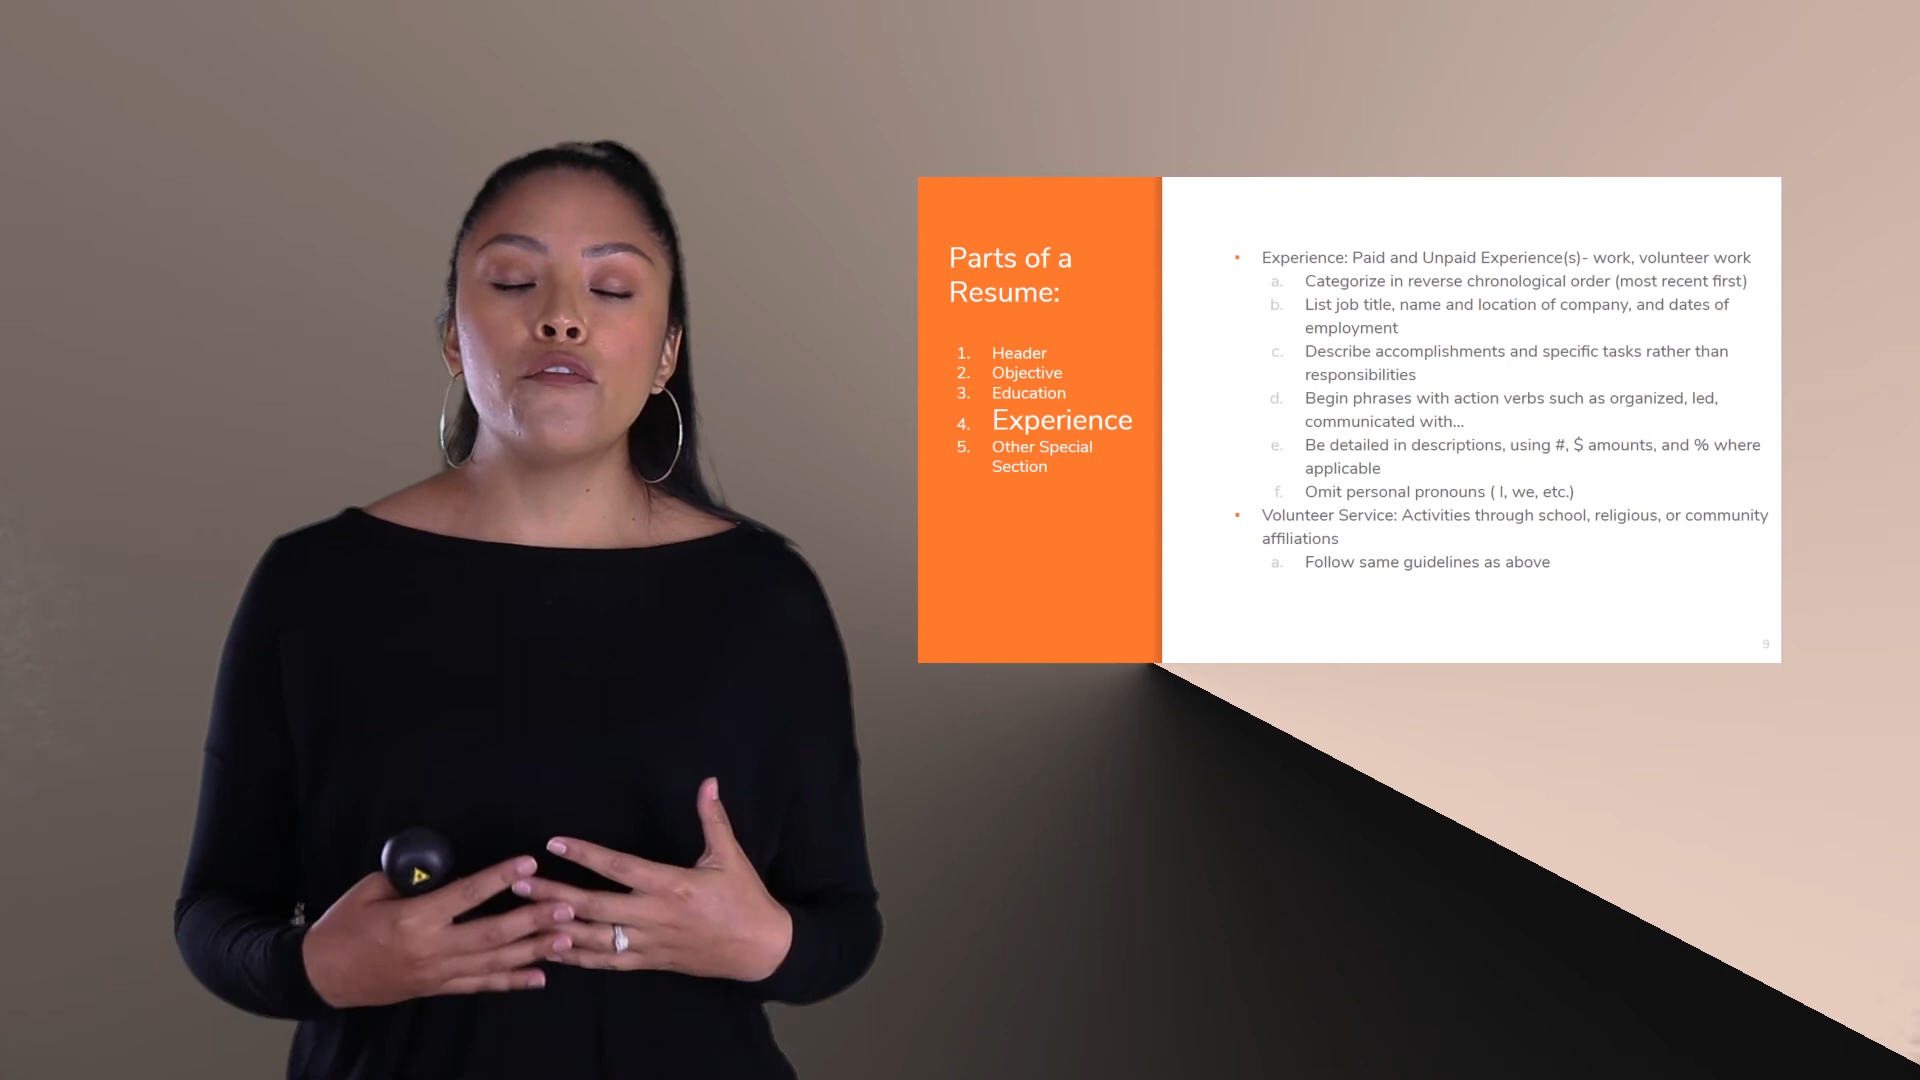 Parts of a
Resume:
1. Header
2. Objective
3. Education
4. Experience
5. Other Special
Section
▪ Experience: Paid and Unpaid Experience(s)- work, volunteer work
a. Categorize in reverse chronological order (most recent first)
b. List job title, name and location of company, and dates of
employment
c. Describe accomplishments and specific tasks rather than
responsibilities
d. Begin phrases with action verbs such as organized, led,
communicated with...
e. Be detailed in descriptions, using #, $ amounts, and % where
applicable
f. Omit personal pronouns ( I, we, etc.)
▪ Volunteer Service: Activities through school, religious, or community
affiliations
a. Follow same guidelines as above
9